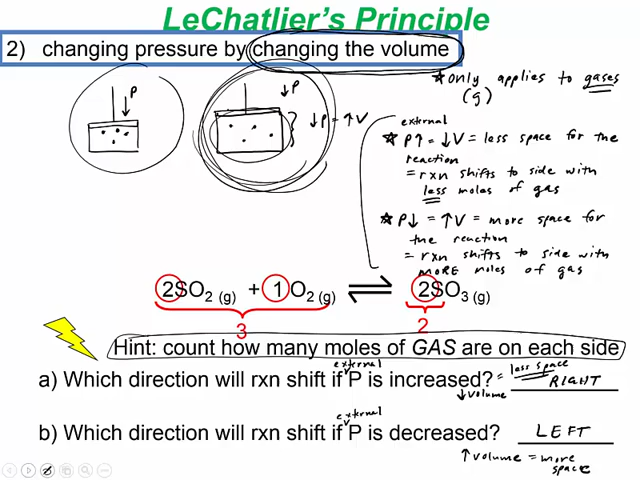 LeChatlier's Principle
2) changing pressure by changing the volume
☆only applies to gases
(g)
↓P
↓P
↓P = ↑V
external
☆ P↑ = ↓V = less space for the
reaction
= rxn shifts to side with
less moles of gas
☆ P↓ = ↑V = more space for
the reaction
= rxn shifts to side with
MORE moles of gas
2SO2 (g) + 1O2 (g) ⇌ 2SO3 (g)
3 2
Hint: count how many moles of GAS are on each side
external
a) Which direction will rxn shift if P is increased? = less space RIGHT
↓volume
external
b) Which direction will rxn shift if P is decreased? LEFT
↑volume = more
space